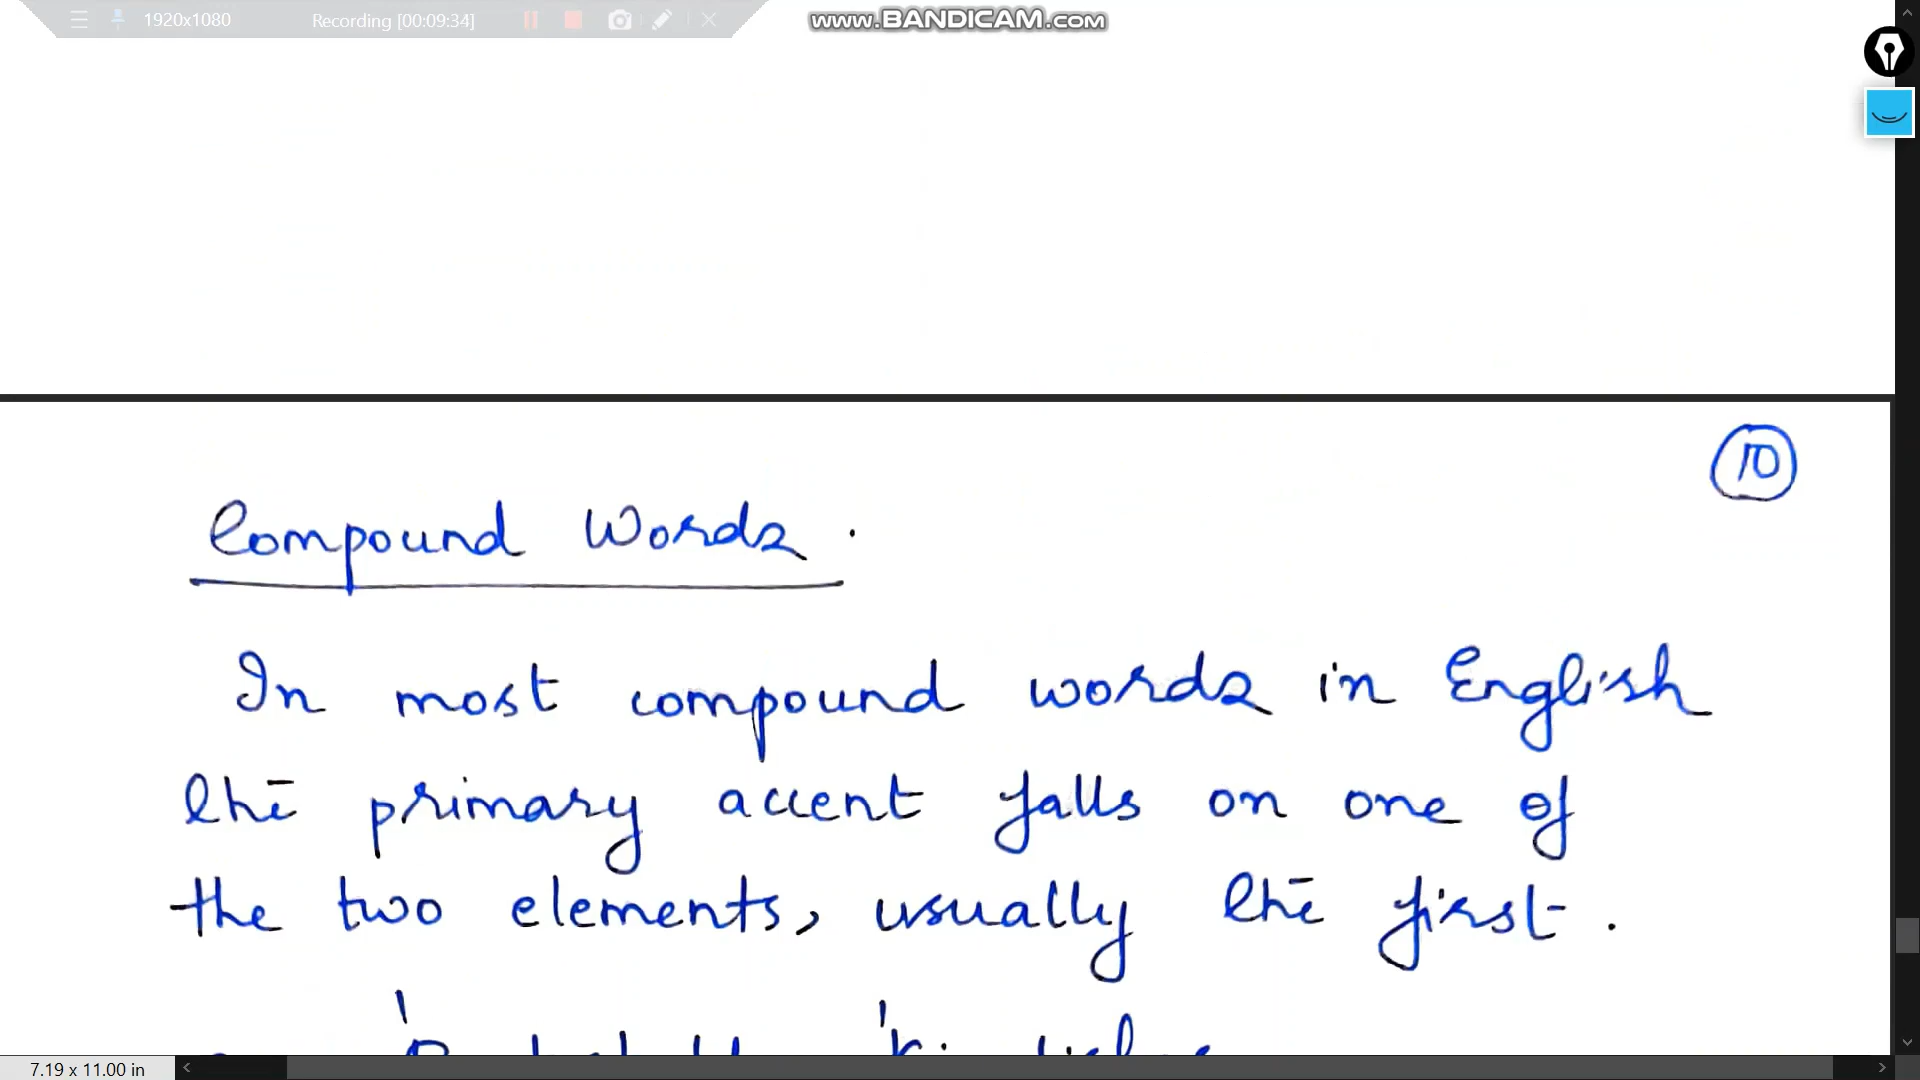 1920x1080 Recording [00:09:34] www.BANDICAM.com
10
Compound Words.
In most compound words in English
the primary accent falls on one of
the two elements, usually the first.
7.19 x 11.00 in